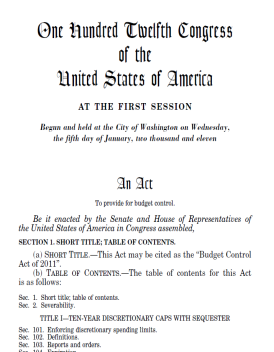 One Hundred Twelfth Congress
of the
United States of America
AT THE FIRST SESSION
Begun and held at the City of Washington on Wednesday,
the fifth day of January, two thousand and eleven
An Act
To provide for budget control.
Be it enacted by the Senate and House of Representatives of
the United States of America in Congress assembled,
SECTION 1. SHORT TITLE; TABLE OF CONTENTS.
(a) SHORT TITLE.—This Act may be cited as the “Budget Control
Act of 2011”.
(b) TABLE OF CONTENTS.—The table of contents for this Act
is as follows:
Sec. 1. Short title; table of contents.
Sec. 2. Severability.
TITLE I—TEN-YEAR DISCRETIONARY CAPS WITH SEQUESTER
Sec. 101. Enforcing discretionary spending limits.
Sec. 102. Definitions.
Sec. 103. Reports and orders.